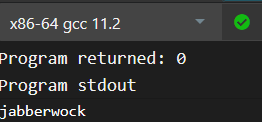 x86-64 gcc 11.2
Program returned: 0
Program stdout
jabberwock